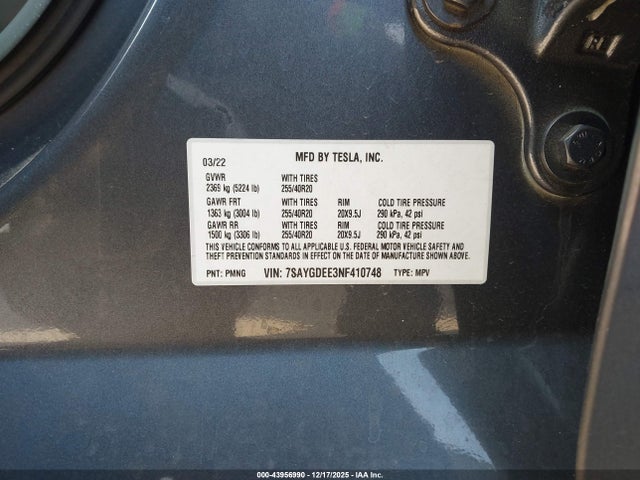 MFD BY TESLA, INC.
03/22
GVWR WITH TIRES
2369 kg (5224 lb) 255/40R20
GAWR FRT WITH TIRES RIM COLD TIRE PRESSURE
1363 kg (3004 lb) 255/40R20 20X9.5J 290 kPa, 42 psi
GAWR RR WITH TIRES RIM COLD TIRE PRESSURE
1500 kg (3306 lb) 255/40R20 20X9.5J 290 kPa, 42 psi
THIS VEHICLE CONFORMS TO ALL APPLICABLE U.S. FEDERAL MOTOR VEHICLE SAFETY AND
THEFT PREVENTION STANDARDS IN EFFECT ON THE DATE OF MANUFACTURE SHOWN ABOVE.
PNT: PMNG VIN: 7SAYGDEE3NF410748 TYPE: MPV
000-43956990 - 12/17/2025 - IAA Inc.